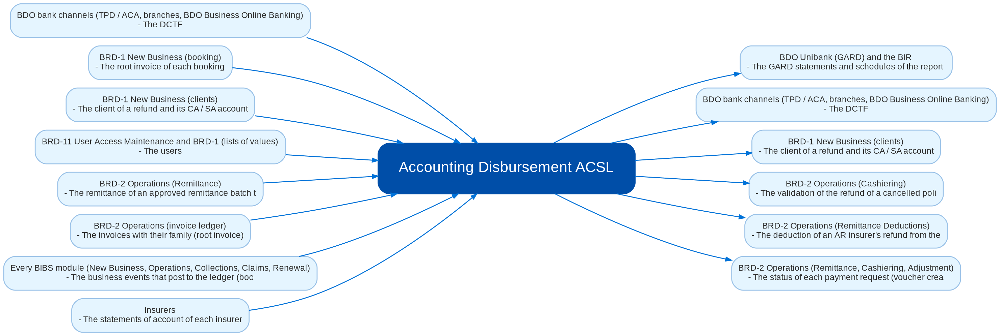 BDO bank channels (TPD / ACA, branches, BDO Business Online Banking)
- The DCTF
BRD-1 New Business (booking)
- The root invoice of each booking
BRD-1 New Business (clients)
- The client of a refund and its CA / SA account
BRD-11 User Access Maintenance and BRD-1 (lists of values)
- The users
BRD-2 Operations (Remittance)
- The remittance of an approved remittance batch t
BRD-2 Operations (invoice ledger)
- The invoices with their family (root invoice)
Every BIBS module (New Business, Operations, Collections, Claims, Renewal)
- The business events that post to the ledger (boo
Insurers
- The statements of account of each insurer
Accounting Disbursement ACSL
BDO Unibank (GARD) and the BIR
- The GARD statements and schedules of the report
BDO bank channels (TPD / ACA, branches, BDO Business Online Banking)
- The DCTF
BRD-1 New Business (clients)
- The client of a refund and its CA / SA account
BRD-2 Operations (Cashiering)
- The validation of the refund of a cancelled poli
BRD-2 Operations (Remittance Deductions)
- The deduction of an AR insurer's refund from the
BRD-2 Operations (Remittance, Cashiering, Adjustment)
- The status of each payment request (voucher crea